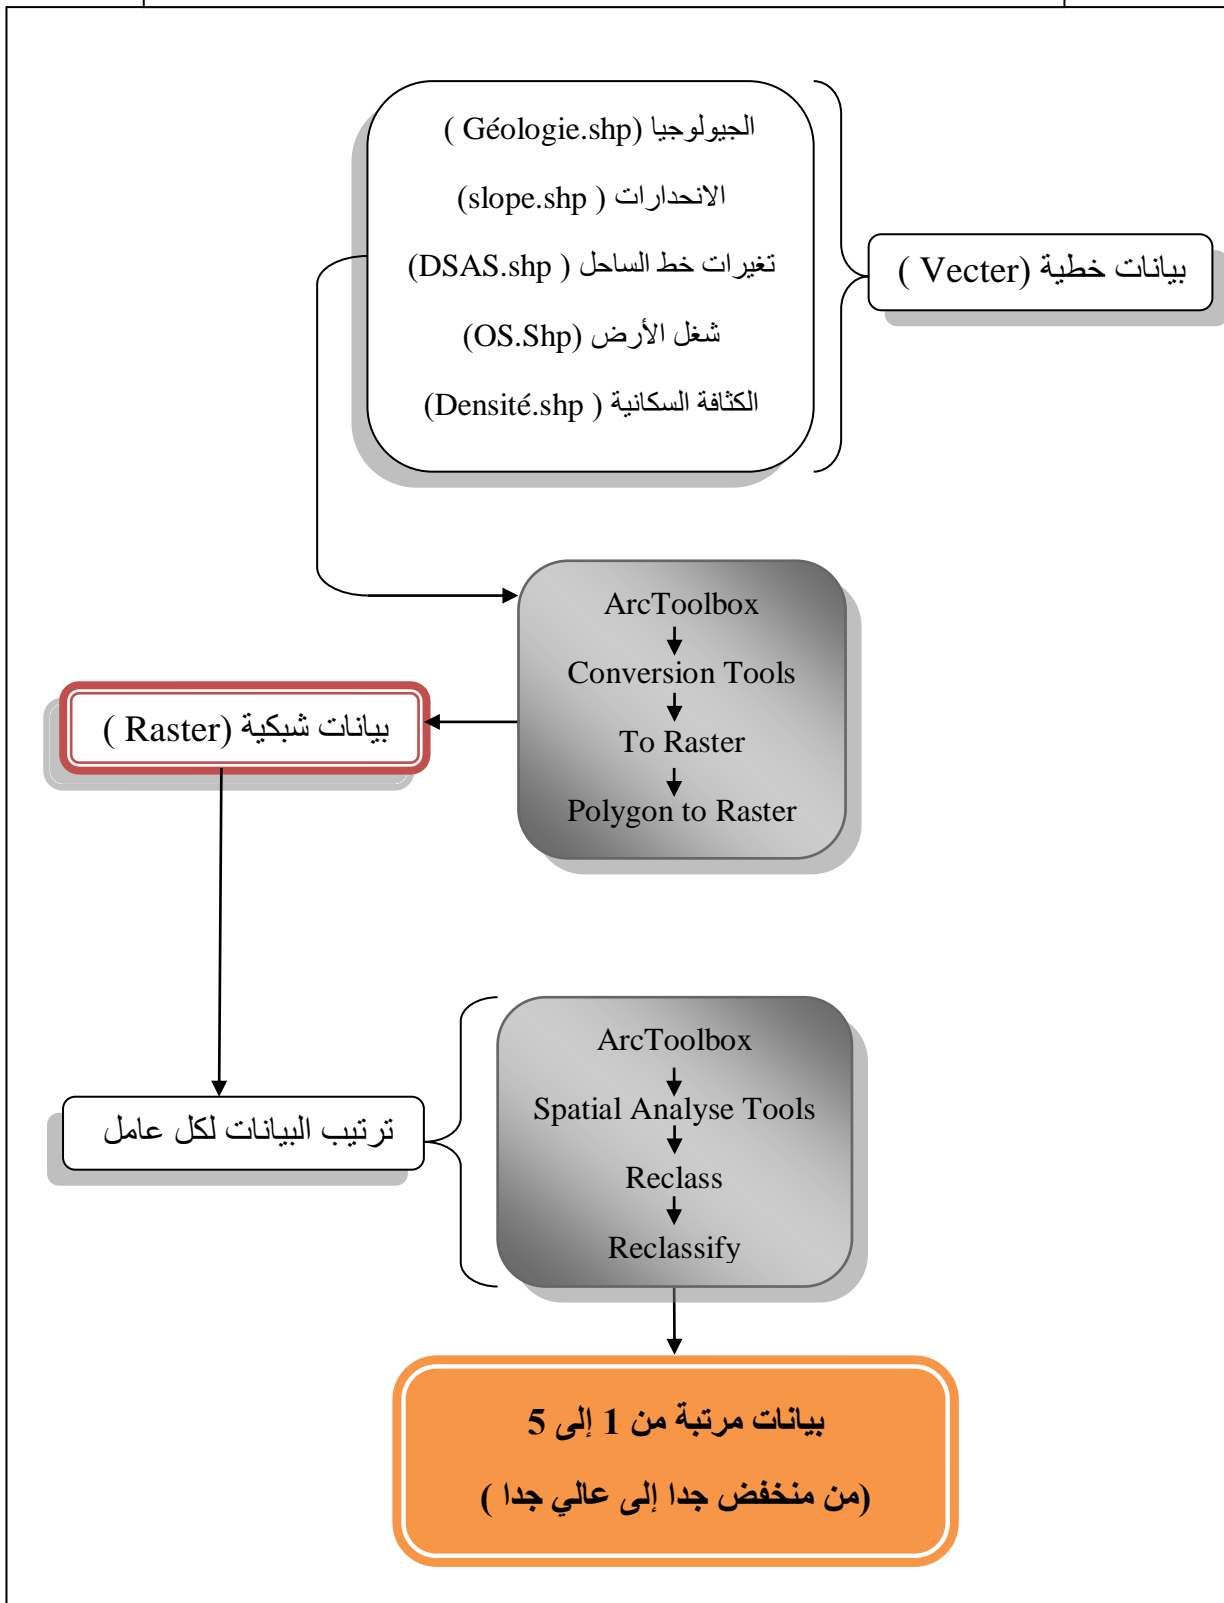 الجيولوجيا (Géologie.shp )
الانحدارات ( slope.shp)
تغيرات خط الساحل ( DSAS.shp)
شغل الأرض (OS.Shp)
الكثافة السكانية ( Densité.shp)
بيانات خطية (Vecter )
ArcToolbox
Conversion Tools
To Raster
Polygon to Raster
بيانات شبكية (Raster )
ArcToolbox
Spatial Analyse Tools
Reclass
Reclassify
ترتيب البيانات لكل عامل
بيانات مرتبة من 1 إلى 5
(من منخفض جدا إلى عالي جدا )